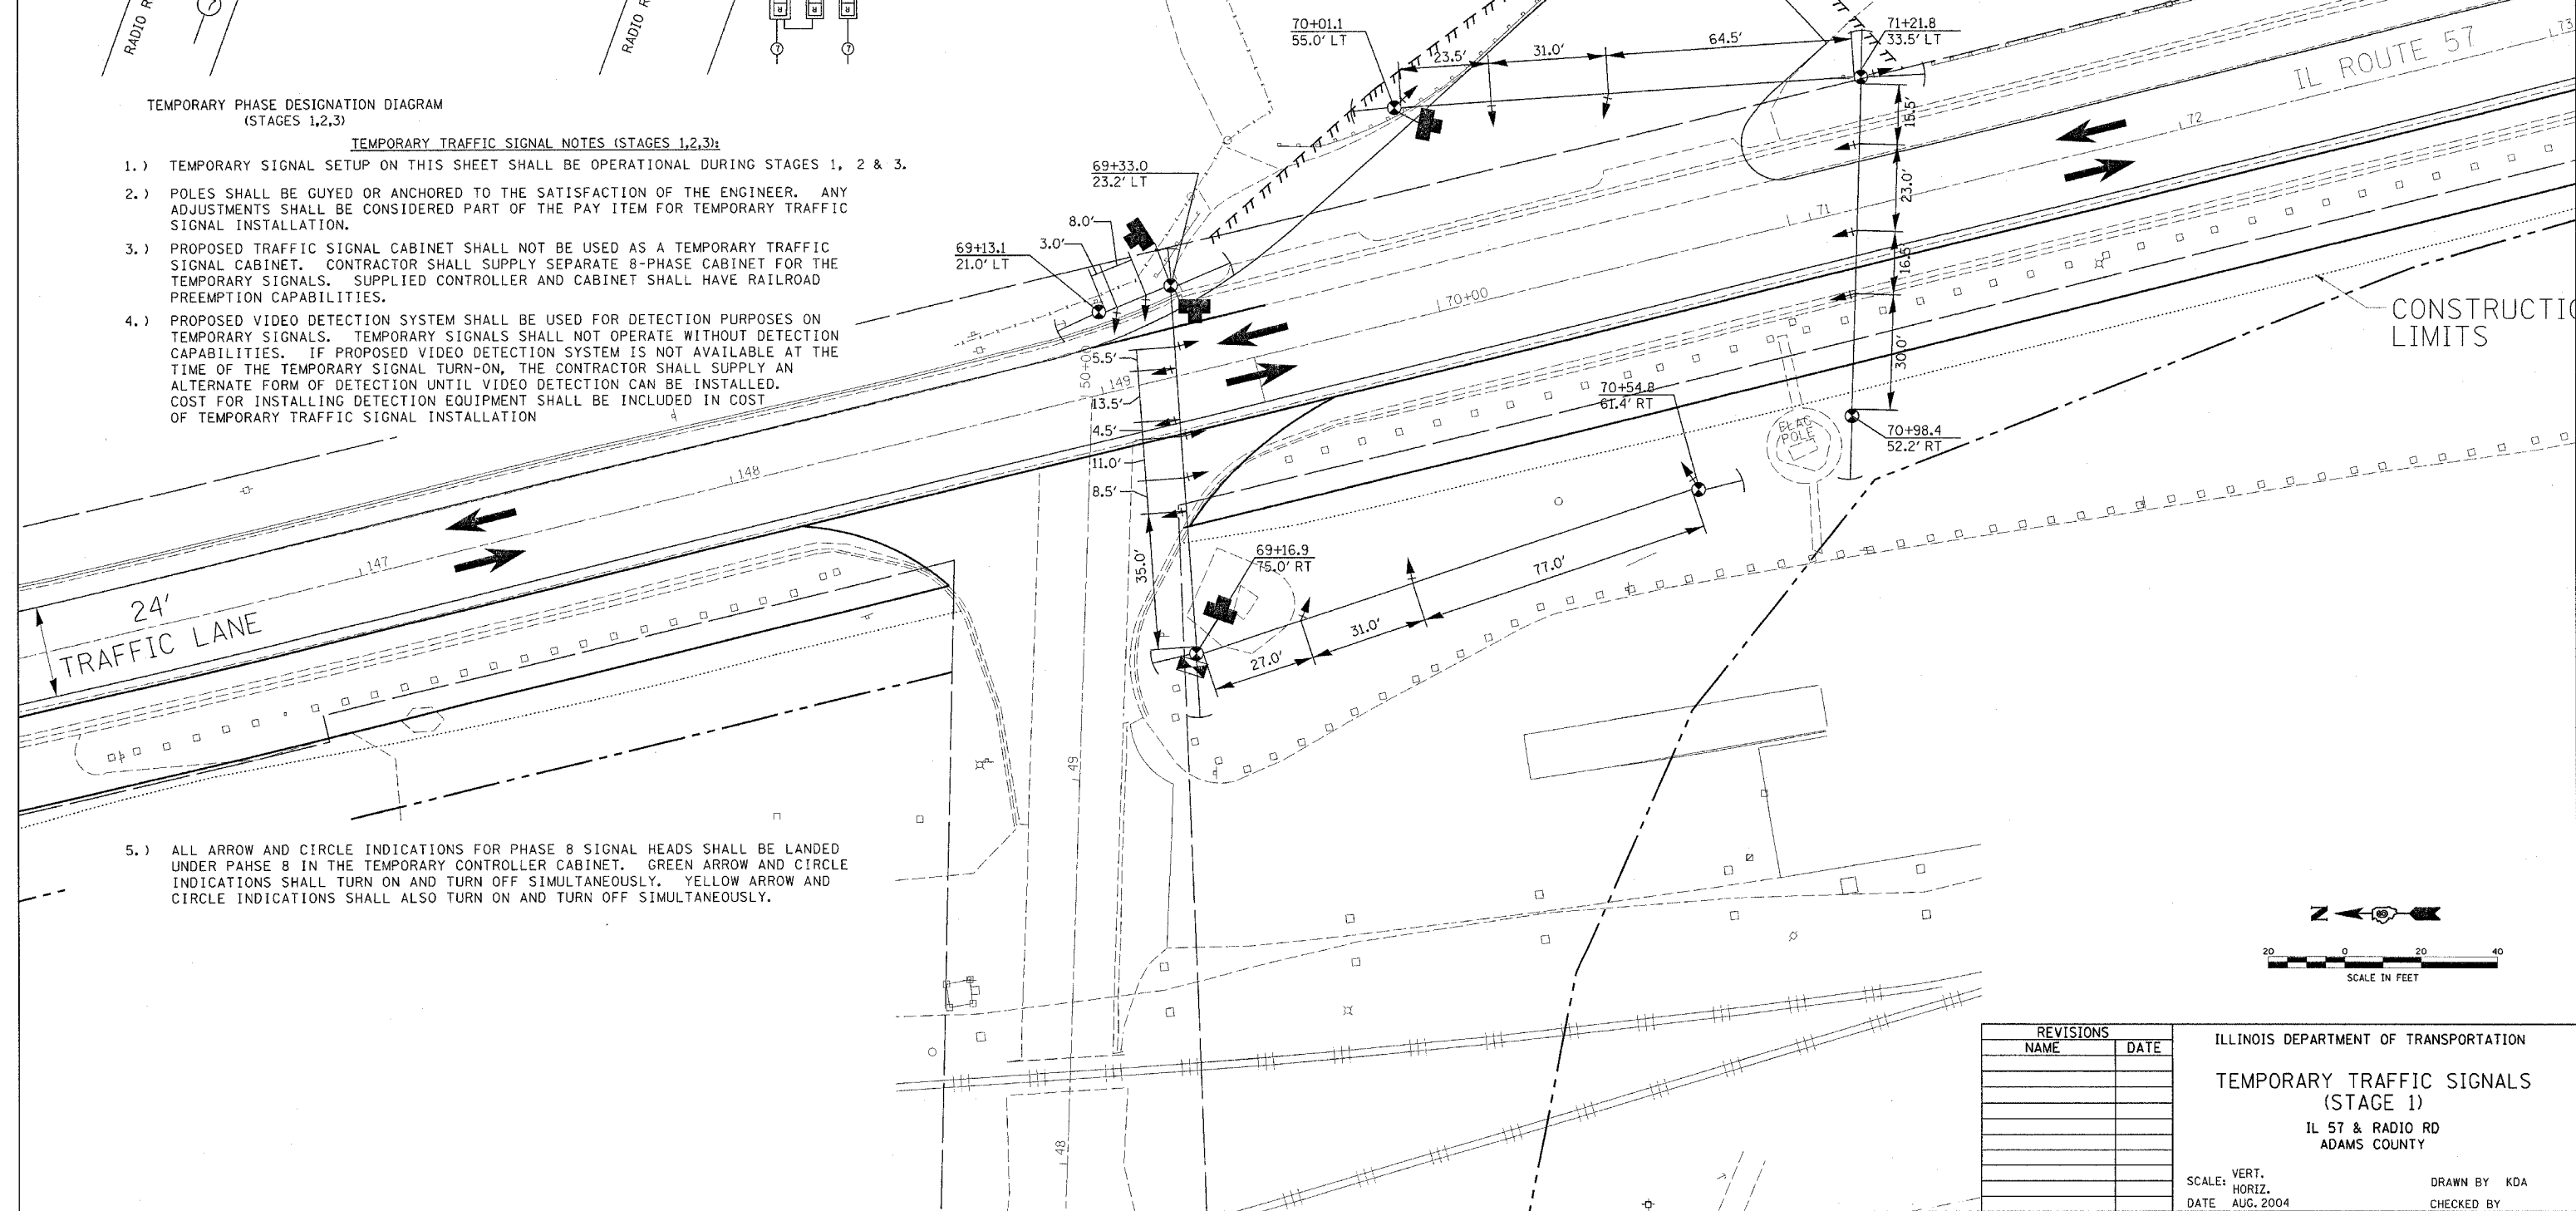 RADIO R
7
RADIO R
R R R
7 7
TEMPORARY PHASE DESIGNATION DIAGRAM
(STAGES 1,2,3)
TEMPORARY TRAFFIC SIGNAL NOTES (STAGES 1,2,3):
1.) TEMPORARY SIGNAL SETUP ON THIS SHEET SHALL BE OPERATIONAL DURING STAGES 1, 2 & 3.
2.) POLES SHALL BE GUYED OR ANCHORED TO THE SATISFACTION OF THE ENGINEER. ANY
ADJUSTMENTS SHALL BE CONSIDERED PART OF THE PAY ITEM FOR TEMPORARY TRAFFIC
SIGNAL INSTALLATION.
3.) PROPOSED TRAFFIC SIGNAL CABINET SHALL NOT BE USED AS A TEMPORARY TRAFFIC
SIGNAL CABINET. CONTRACTOR SHALL SUPPLY SEPARATE 8-PHASE CABINET FOR THE
TEMPORARY SIGNALS. SUPPLIED CONTROLLER AND CABINET SHALL HAVE RAILROAD
PREEMPTION CAPABILITIES.
4.) PROPOSED VIDEO DETECTION SYSTEM SHALL BE USED FOR DETECTION PURPOSES ON
TEMPORARY SIGNALS. TEMPORARY SIGNALS SHALL NOT OPERATE WITHOUT DETECTION
CAPABILITIES. IF PROPOSED VIDEO DETECTION SYSTEM IS NOT AVAILABLE AT THE
TIME OF THE TEMPORARY SIGNAL TURN-ON, THE CONTRACTOR SHALL SUPPLY AN
ALTERNATE FORM OF DETECTION UNTIL VIDEO DETECTION CAN BE INSTALLED.
COST FOR INSTALLING DETECTION EQUIPMENT SHALL BE INCLUDED IN COST
OF TEMPORARY TRAFFIC SIGNAL INSTALLATION
70+01.1
55.0' LT
23.5'
31.0'
64.5'
71+21.8
33.5' LT
IL ROUTE 57
73
72
71
70+00
15.5'
23.0'
16.5'
30.0'
69+33.0
23.2' LT
8.0'
3.0'
69+13.1
21.0' LT
50+00
149
148
147
5.5'
13.5'
4.5'
11.0'
8.5'
35.0'
CONSTRUCTIO
LIMITS
70+54.8
61.4' RT
POLE
70+98.4
52.2' RT
69+16.9
75.0' RT
27.0'
31.0'
77.0'
24'
TRAFFIC LANE
49
48
5.) ALL ARROW AND CIRCLE INDICATIONS FOR PHASE 8 SIGNAL HEADS SHALL BE LANDED
UNDER PAHSE 8 IN THE TEMPORARY CONTROLLER CABINET. GREEN ARROW AND CIRCLE
INDICATIONS SHALL TURN ON AND TURN OFF SIMULTANEOUSLY. YELLOW ARROW AND
CIRCLE INDICATIONS SHALL ALSO TURN ON AND TURN OFF SIMULTANEOUSLY.
N
20 0 20 40
SCALE IN FEET
REVISIONS
NAME DATE
ILLINOIS DEPARTMENT OF TRANSPORTATION
TEMPORARY TRAFFIC SIGNALS
(STAGE 1)
IL 57 & RADIO RD
ADAMS COUNTY
SCALE: VERT.
HORIZ.
DATE AUG. 2004
DRAWN BY KDA
CHECKED BY